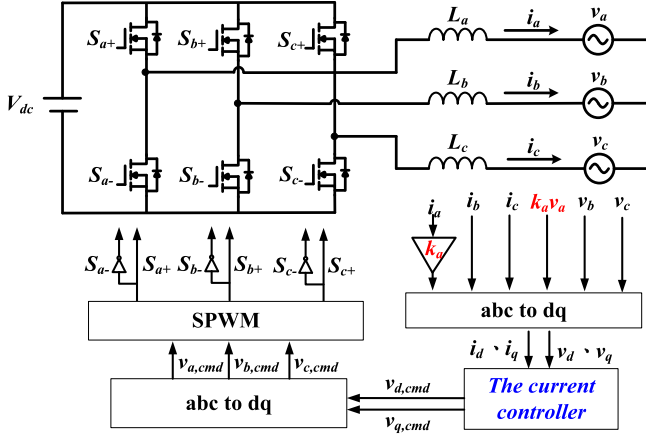 Sa+ Sb+ Sc+ La ia va
Vdc Lb ib vb
Sa- Sb- Sc- Lc ic vc
ia ib ic kava vb vc
ka
Sa- Sa+ Sb- Sb+ Sc- Sc+
SPWM
abc to dq
va,cmd vb,cmd vc,cmd
id、iq vd、vq
abc to dq
vd,cmd
vq,cmd
The current
controller